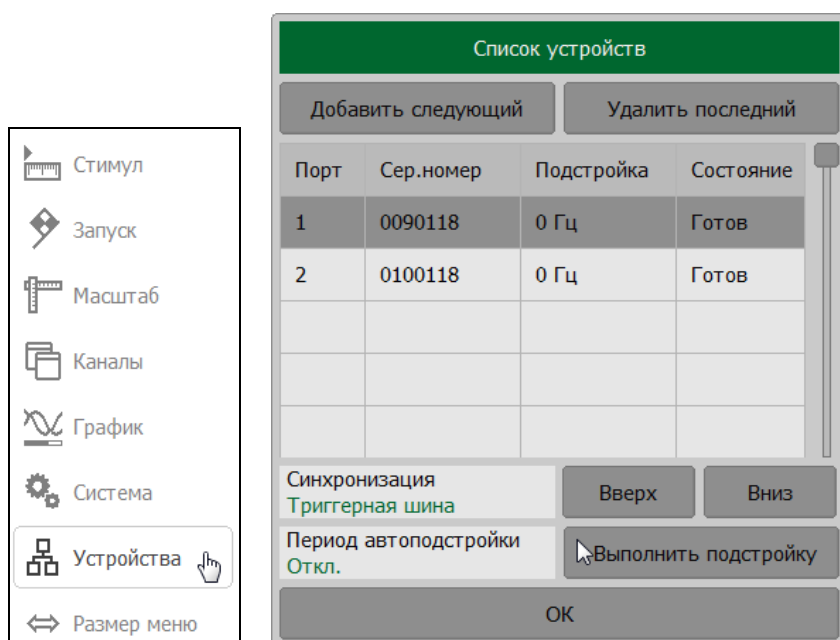 Стимул
Запуск
Масштаб
Каналы
График
Система
Устройства
Размер меню
Список устройств
Добавить следующий Удалить последний
Порт Сер.номер Подстройка Состояние
1 0090118 0 Гц Готов
2 0100118 0 Гц Готов
Синхронизация
Триггерная шина
Вверх Вниз
Период автоподстройки
Откл.
Выполнить подстройку
ОК